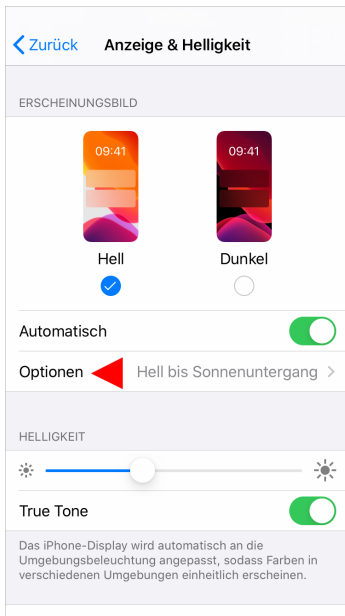 Zurück Anzeige & Helligkeit
ERSCHEINUNGSBILD
09:41 09:41
Hell Dunkel
Automatisch
Optionen Hell bis Sonnenuntergang
HELLIGKEIT
True Tone
Das iPhone-Display wird automatisch an die
Umgebungsbeleuchtung angepasst, sodass Farben in
verschiedenen Umgebungen einheitlich erscheinen.